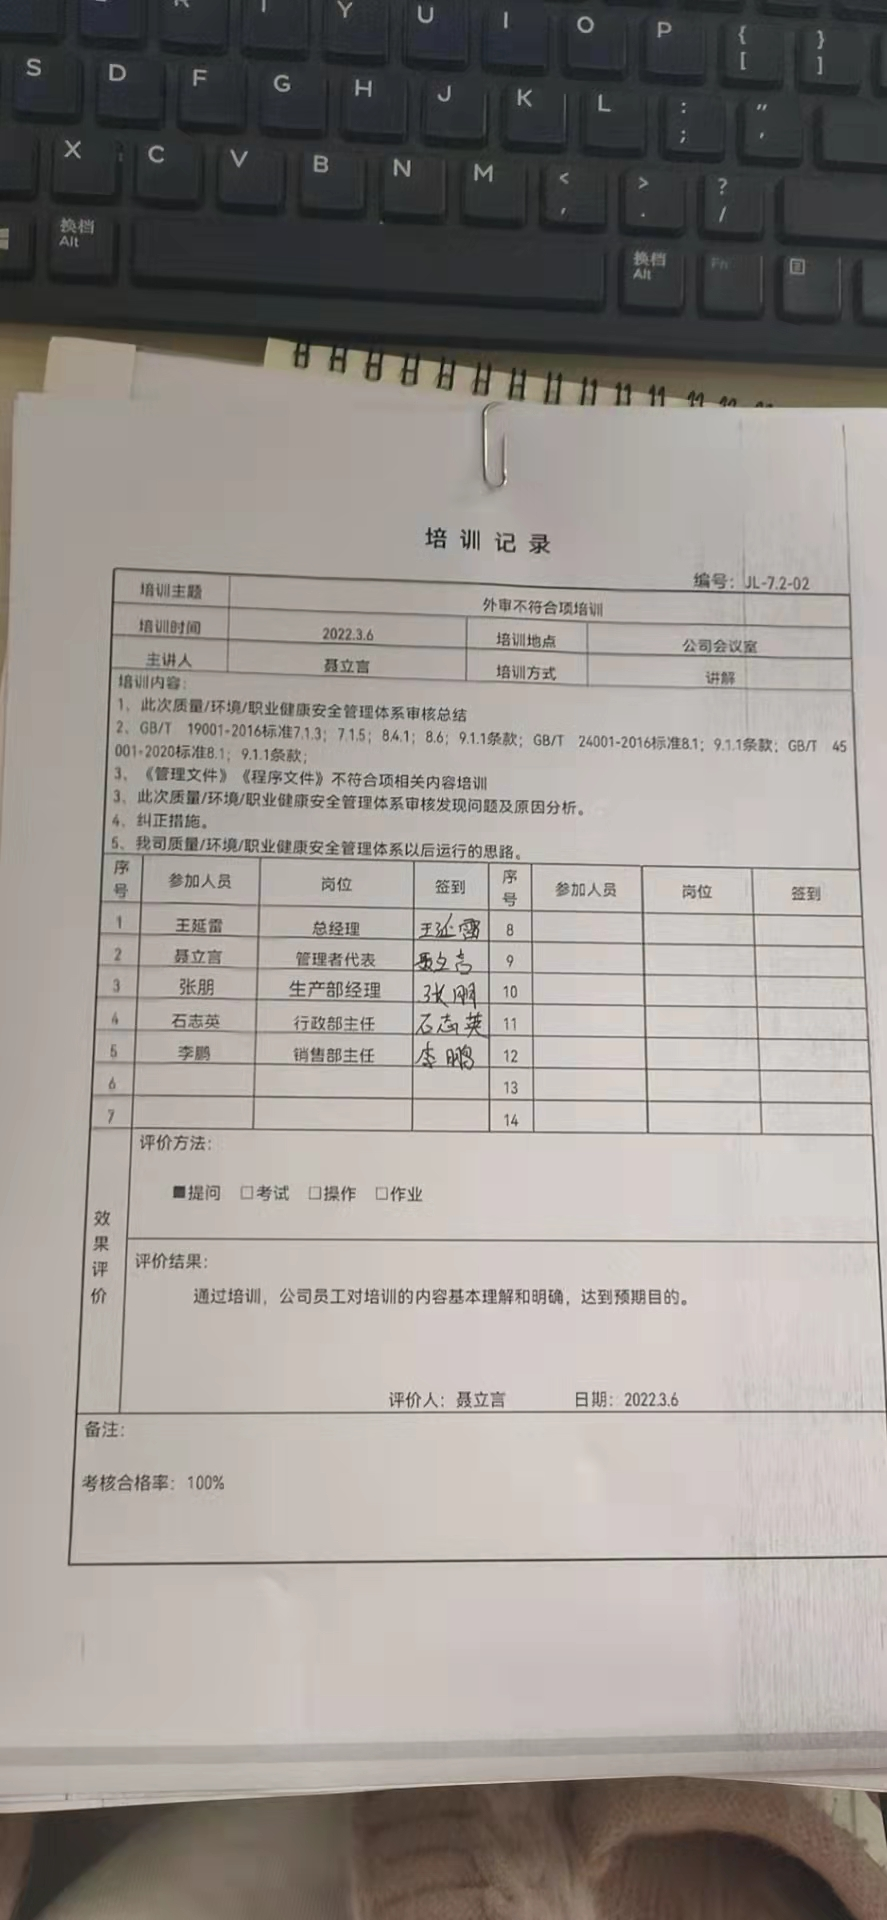 R T Y U I O P { [ } ]
S D F G H J K L : ; " '
X C V B N M < , > . ? /
换档 Alt 换档 Alt Fn
培训记录
编号：JL-7.2-02
培训主题 外审不符合项培训
培训时间 2022.3.6 培训地点 公司会议室
主讲人 聂立言 培训方式 讲解
培训内容：
1、此次质量/环境/职业健康安全管理体系审核总结
2、GB/T 19001-2016标准7.1.3；7.1.5；8.4.1；8.6；9.1.1条款；GB/T 24001-2016标准8.1；9.1.1条款；GB/T 45
001-2020标准8.1；9.1.1条款；
3、《管理文件》《程序文件》不符合项相关内容培训
3、此次质量/环境/职业健康安全管理体系审核发现问题及原因分析。
4、纠正措施。
5、我司质量/环境/职业健康安全管理体系以后运行的思路。
序号 参加人员 岗位 签到 序号 参加人员 岗位 签到
1 王延雷 总经理 王延雷 8
2 聂立言 管理者代表 聂立言 9
3 张朋 生产部经理 张朋 10
4 石志英 行政部主任 石志英 11
5 李鹏 销售部主任 李鹏 12
6 13
7 14
效果评价
评价方法：
■提问 □考试 □操作 □作业
评价结果：
通过培训，公司员工对培训的内容基本理解和明确，达到预期目的。
评价人：聂立言 日期：2022.3.6
备注：
考核合格率：100%